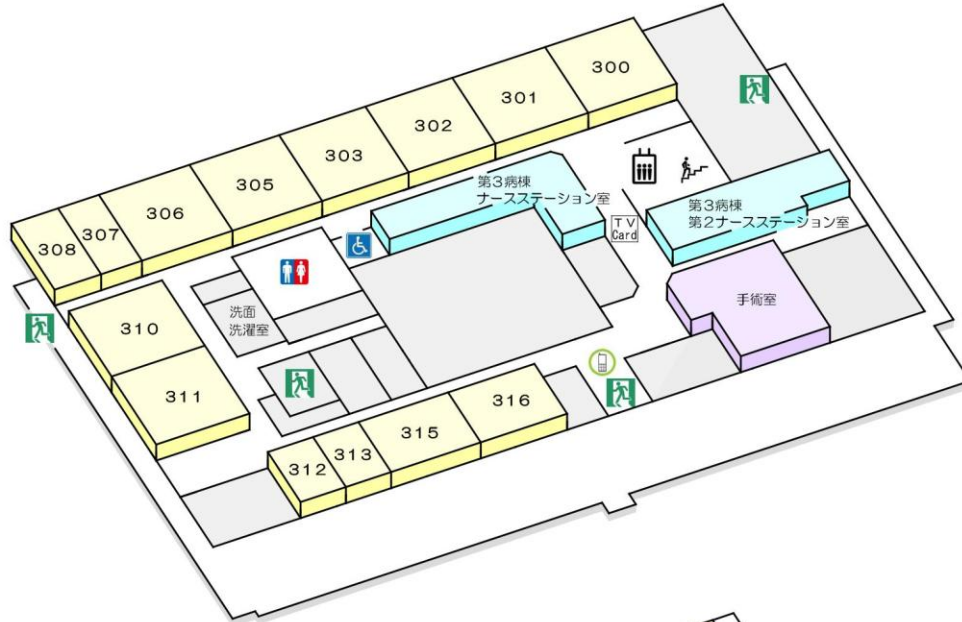 300
301
302
303
305
306
307
308
第3病棟
ナースステーション室
TV
Card
第3病棟
第2ナースステーション室
手術室
洗面
洗濯室
310
311
312
313
315
316